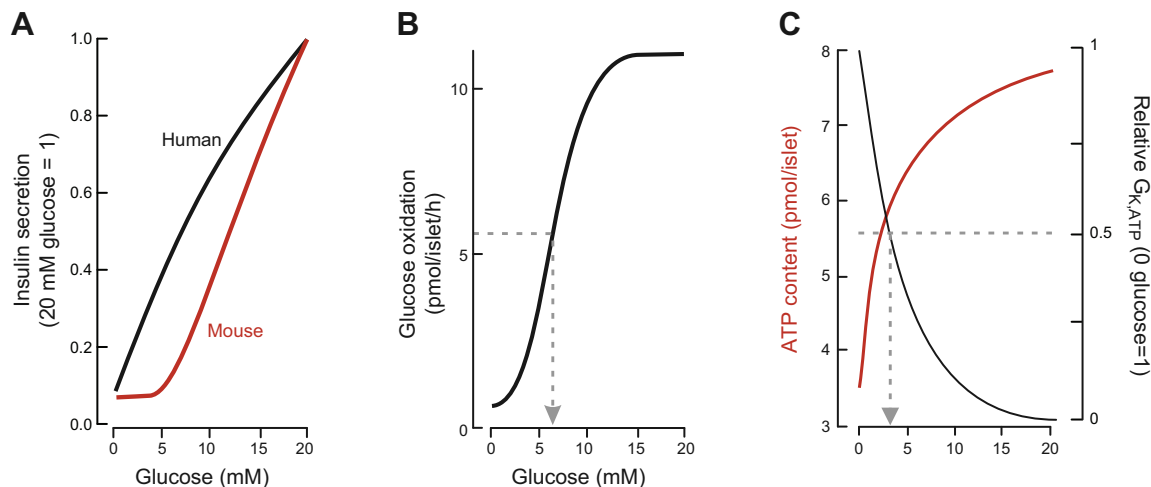 A
Insulin secretion
(20 mM glucose = 1)
1.0
0.8
0.6
0.4
0.2
0.0
Human
Mouse
0 5 10 15 20
Glucose (mM)
B
Glucose oxidation
(pmol/islet/h)
10
5
0
0 5 10 15 20
Glucose (mM)
C
ATP content (pmol/islet)
8
7
6
5
4
3
1
0.5
0
Relative GK,ATP (0 glucose=1)
0 5 10 15 20